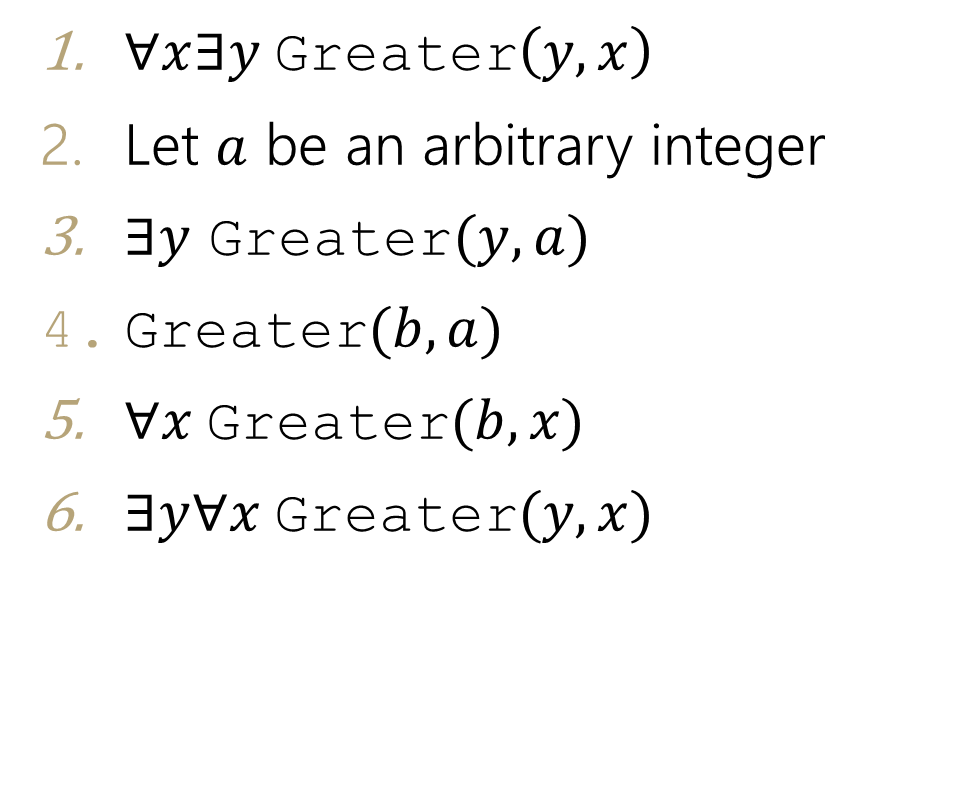 1. ∀x∃y Greater(y, x)
2. Let a be an arbitrary integer
3. ∃y Greater(y, a)
4. Greater(b, a)
5. ∀x Greater(b, x)
6. ∃y∀x Greater(y, x)